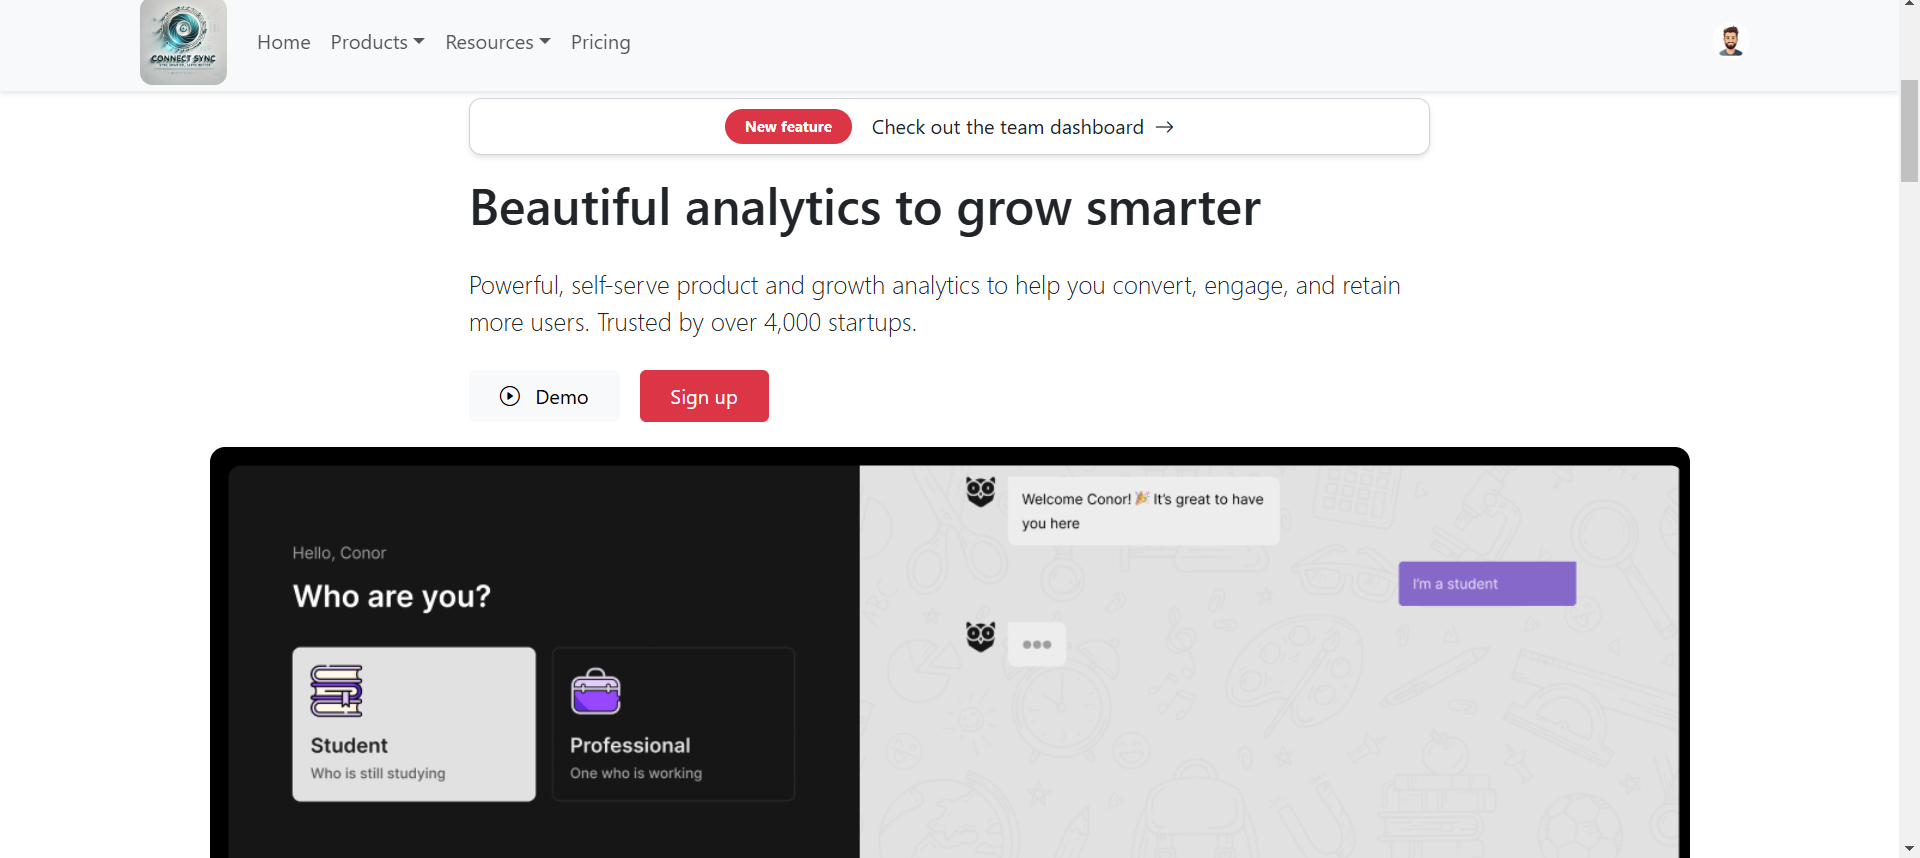 CONNECT SYNC
Home Products Resources Pricing
New feature Check out the team dashboard →
Beautiful analytics to grow smarter
Powerful, self-serve product and growth analytics to help you convert, engage, and retain
more users. Trusted by over 4,000 startups.
Demo Sign up
Hello, Conor
Who are you?
Student
Who is still studying
Professional
One who is working
Welcome Conor! 🎉 It's great to have
you here
I'm a student